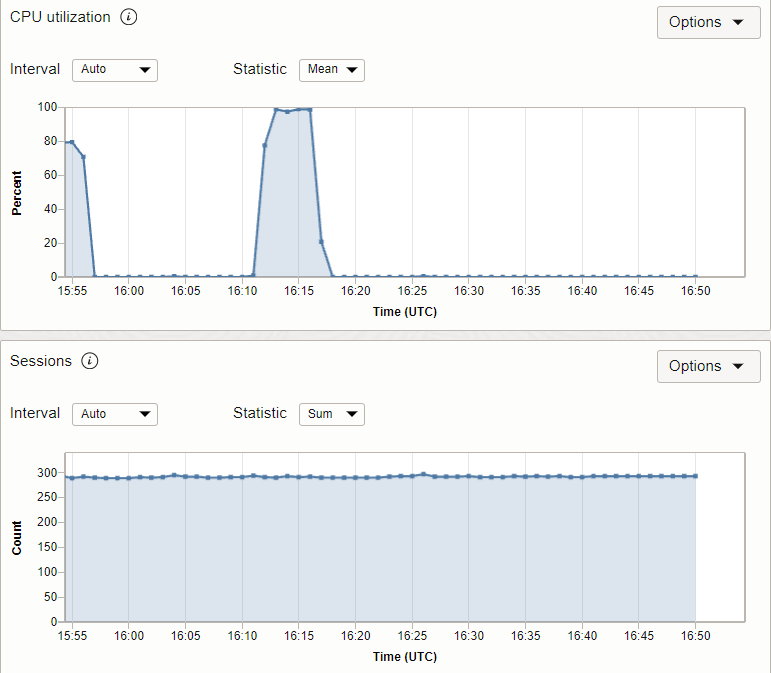 CPU utilization i
Options
Interval Auto Statistic Mean
100
80
60
40
20
0
Percent
15:55 16:00 16:05 16:10 16:15 16:20 16:25 16:30 16:35 16:40 16:45 16:50
Time (UTC)
Sessions i
Options
Interval Auto Statistic Sum
300
250
200
150
100
50
0
Count
15:55 16:00 16:05 16:10 16:15 16:20 16:25 16:30 16:35 16:40 16:45 16:50
Time (UTC)